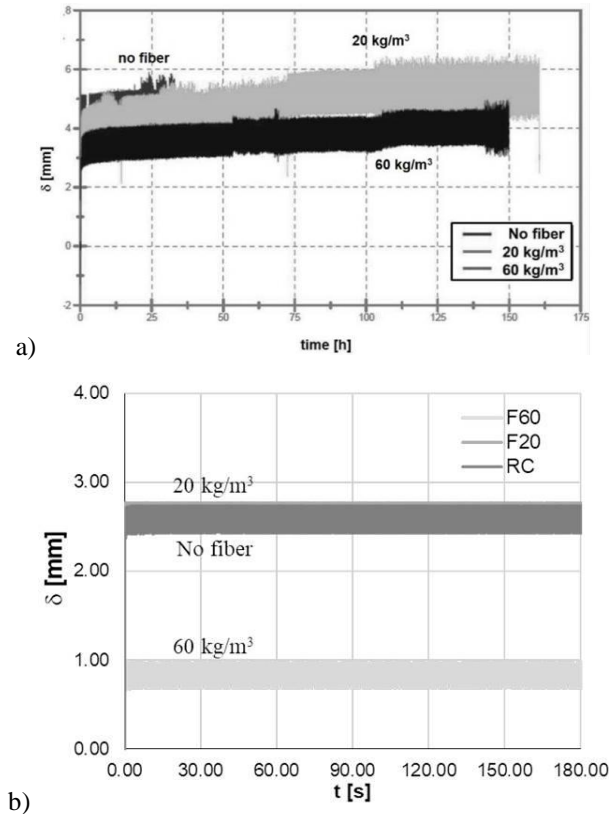 8
6
4
2
0
-2
δ [mm]
no fiber
20 kg/m³
60 kg/m³
No fiber
20 kg/m³
60 kg/m³
0
25
50
75
100
125
150
175
time [h]
a)
4.00
3.00
2.00
1.00
0.00
δ [mm]
F60
F20
RC
20 kg/m³
No fiber
60 kg/m³
0.00 30.00 60.00 90.00 120.00 150.00 180.00
t [s]
b)